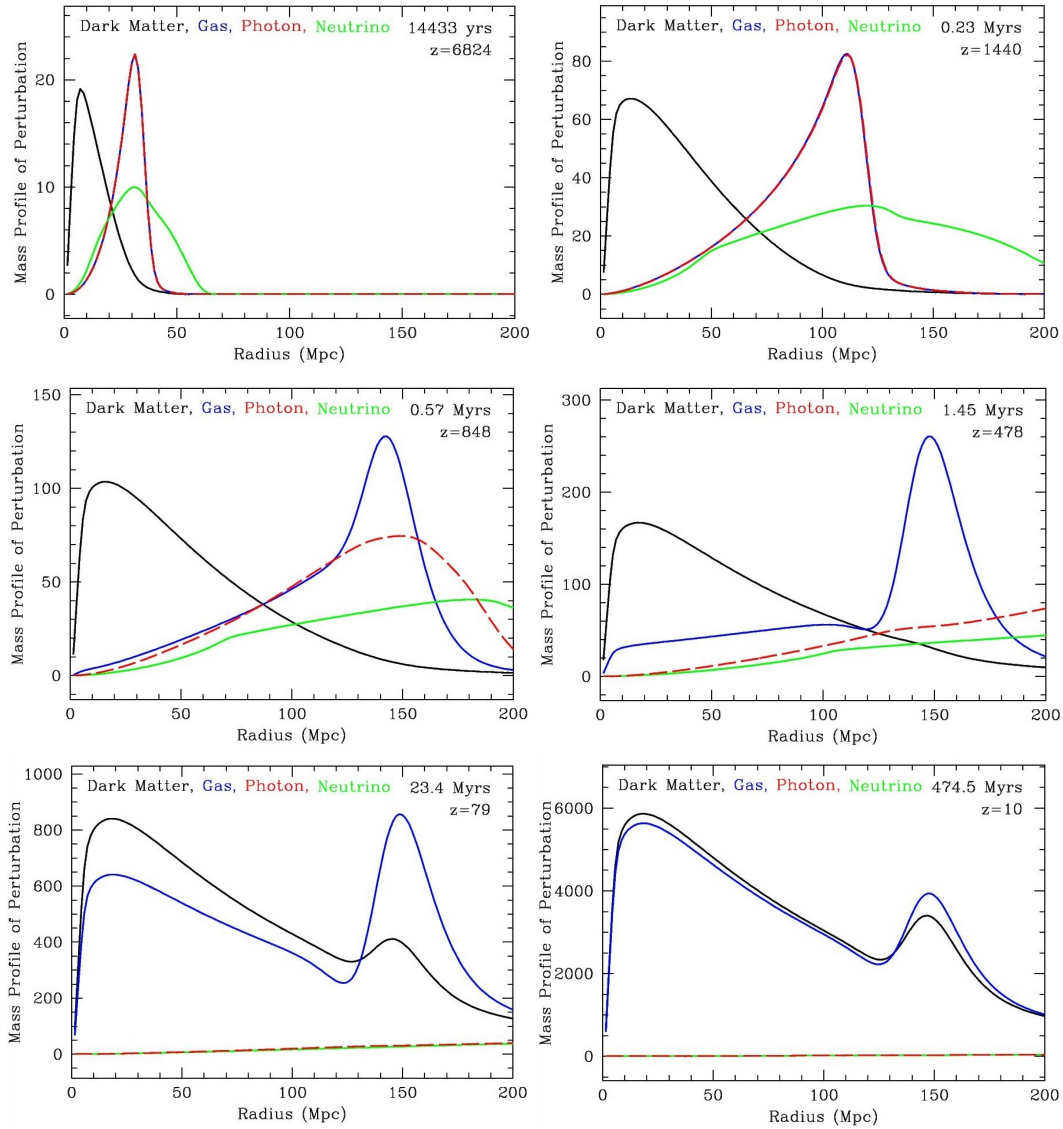 Dark Matter, Gas, Photon, Neutrino 14433 yrs
z=6824
Mass Profile of Perturbation
20
10
0
0 50 100 150 200
Radius (Mpc)
Dark Matter, Gas, Photon, Neutrino 0.23 Myrs
z=1440
Mass Profile of Perturbation
80
60
40
20
0
0 50 100 150 200
Radius (Mpc)
Dark Matter, Gas, Photon, Neutrino 0.57 Myrs
z=848
Mass Profile of Perturbation
150
100
50
0
0 50 100 150 200
Radius (Mpc)
Dark Matter, Gas, Photon, Neutrino 1.45 Myrs
z=478
Mass Profile of Perturbation
300
200
100
0
0 50 100 150 200
Radius (Mpc)
Dark Matter, Gas, Photon, Neutrino 23.4 Myrs
z=79
Mass Profile of Perturbation
1000
800
600
400
200
0
0 50 100 150 200
Radius (Mpc)
Dark Matter, Gas, Photon, Neutrino 474.5 Myrs
z=10
Mass Profile of Perturbation
6000
4000
2000
0
0 50 100 150 200
Radius (Mpc)